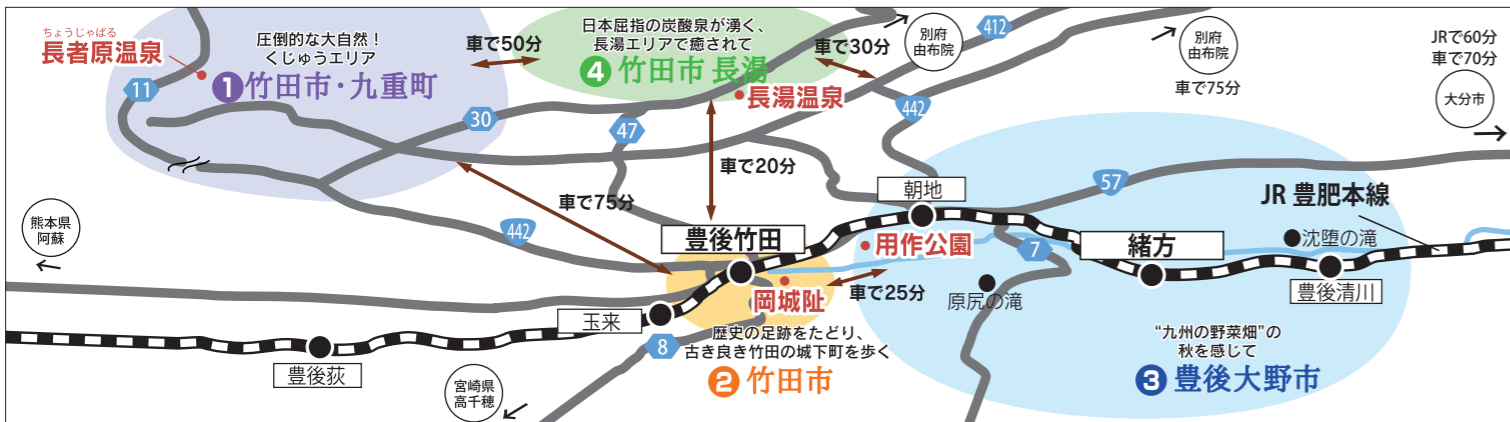 ちょうじゃばる
長者原温泉
11
圧倒的な大自然！
くじゅうエリア
❶竹田市・九重町
車で50分
日本屈指の炭酸泉が湧く、
長湯エリアで癒されて
❹竹田市 長湯
長湯温泉
車で30分
別府
由布院
412
別府
由布院
車で75分
JRで60分
車で70分
大分市
30
47
442
車で20分
車で75分
朝地
57
JR 豊肥本線
熊本県
阿蘇
442
豊後竹田
用作公園
7
緒方
沈堕の滝
岡城址
車で25分
原尻の滝
豊後清川
玉来
8
豊後荻
歴史の足跡をたどり、
古き良き竹田の城下町を歩く
❷竹田市
宮崎県
高千穂
“九州の野菜畑”の
秋を感じて
❸豊後大野市